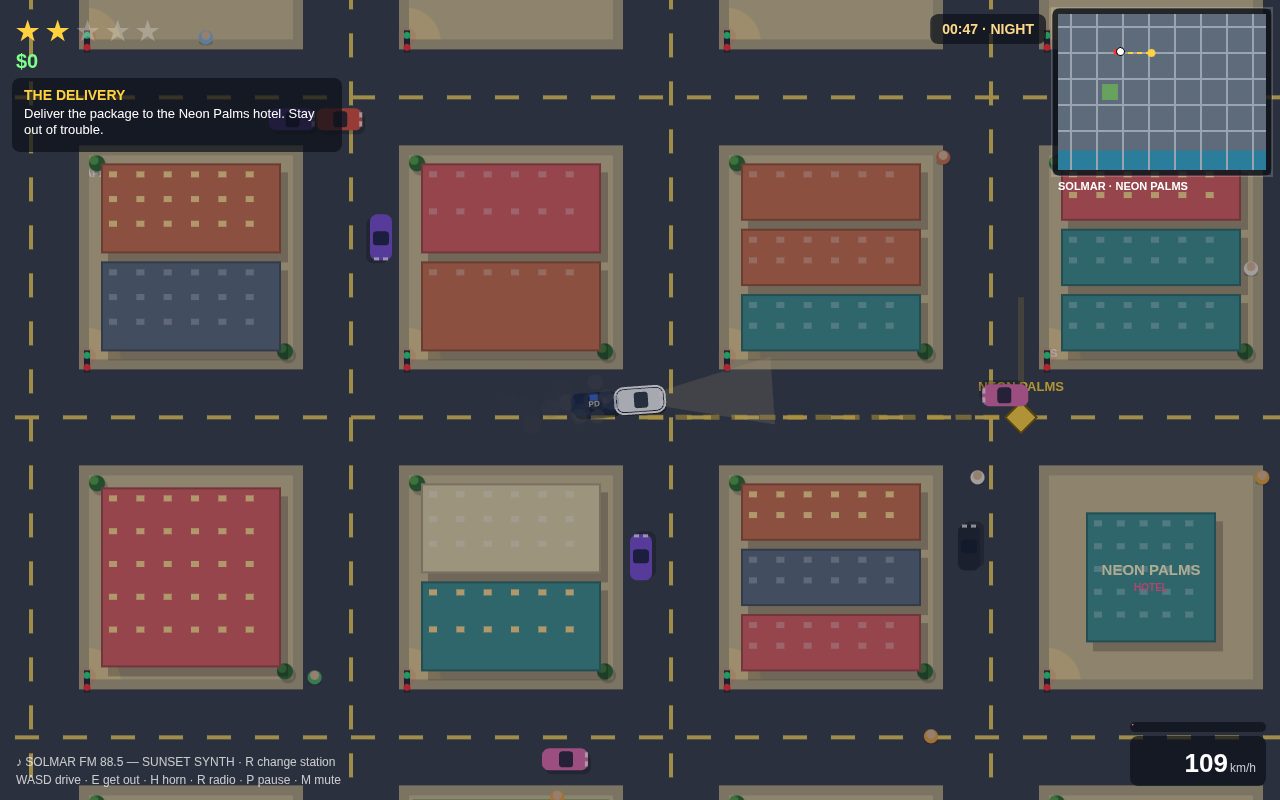 $0
00:47 · NIGHT
THE DELIVERY
Deliver the package to the Neon Palms hotel. Stay
out of trouble.
SOLMAR · NEON PALMS
NEON PALMS
PD
NEON PALMS
HOTEL
♪ SOLMAR FM 88.5 — SUNSET SYNTH · R change station
WASD drive · E get out · H horn · R radio · P pause · M mute
109 km/h